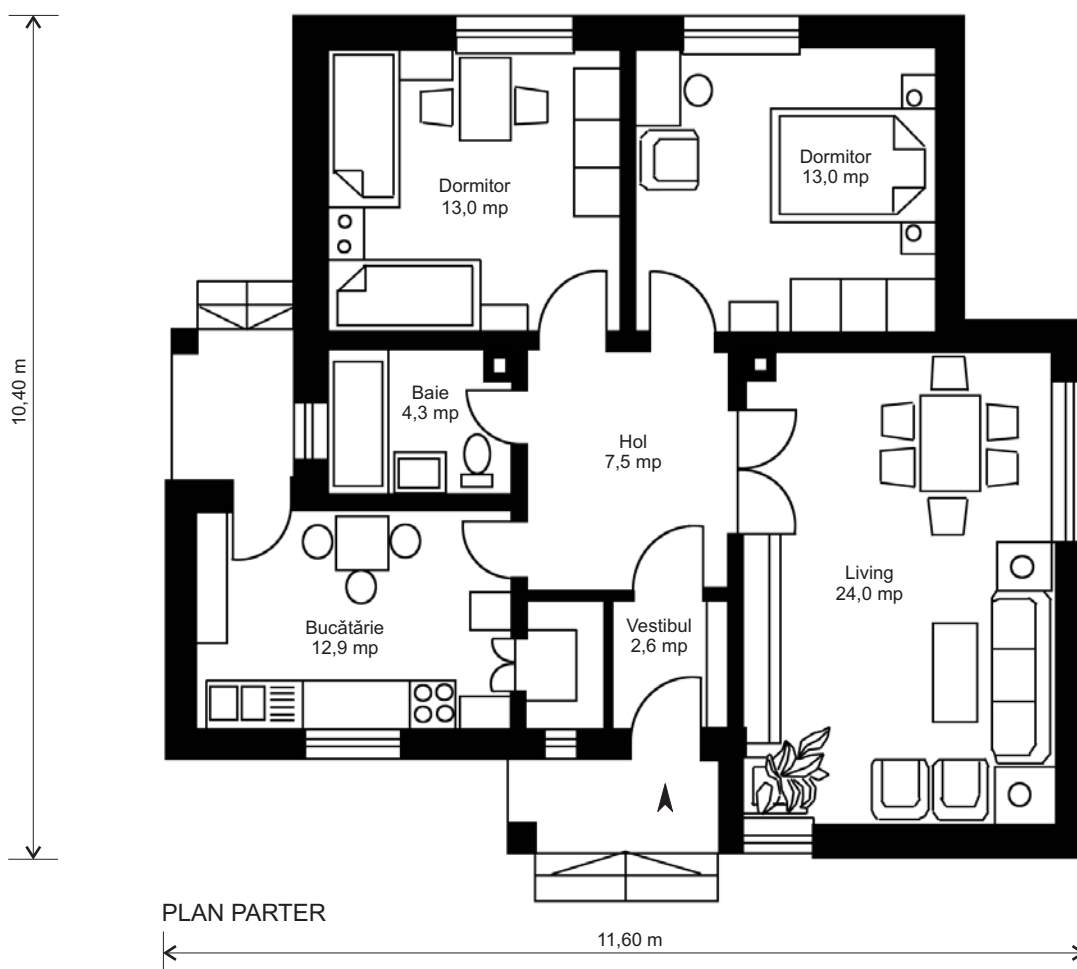 Dormitor
13,0 mp
Dormitor
13,0 mp
10,40 m
Baie
4,3 mp
Hol
7,5 mp
Living
24,0 mp
Bucătărie
12,9 mp
Vestibul
2,6 mp
PLAN PARTER
11,60 m